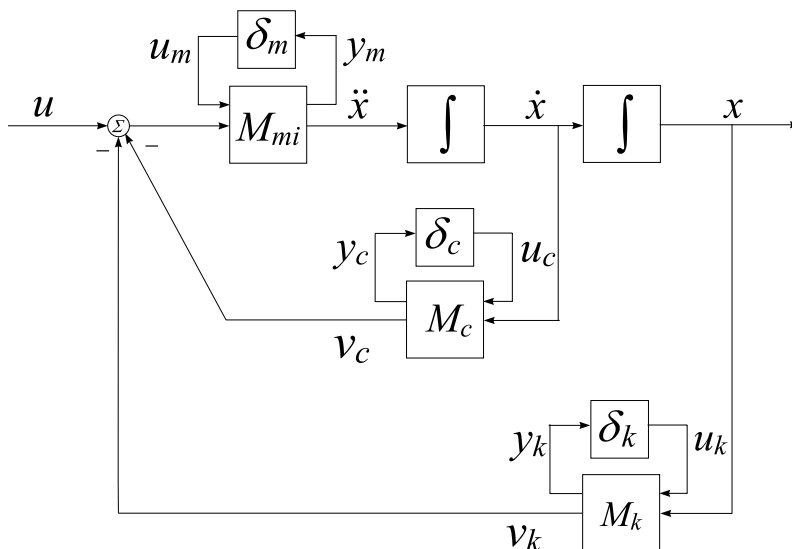 δm
um
ym
u
Σ
Mmi
ẍ
∫
ẋ
∫
x
−
−
δc
yc
uc
Mc
vc
δk
yk
uk
Mk
vk